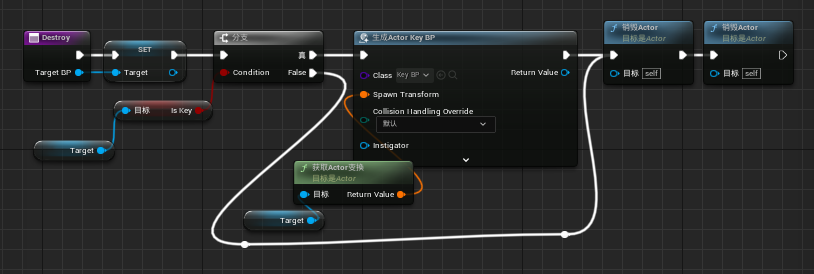 Destroy
Target BP
SET
Target
分支
Condition
真
False
生成Actor Key BP
Class
Key BP
Return Value
Spawn Transform
Collision Handling Override
默认
Instigator
销毁Actor
目标是Actor
目标
self
销毁Actor
目标是Actor
目标
self
目标
Is Key
Target
获取Actor变换
目标是Actor
目标
Return Value
Target